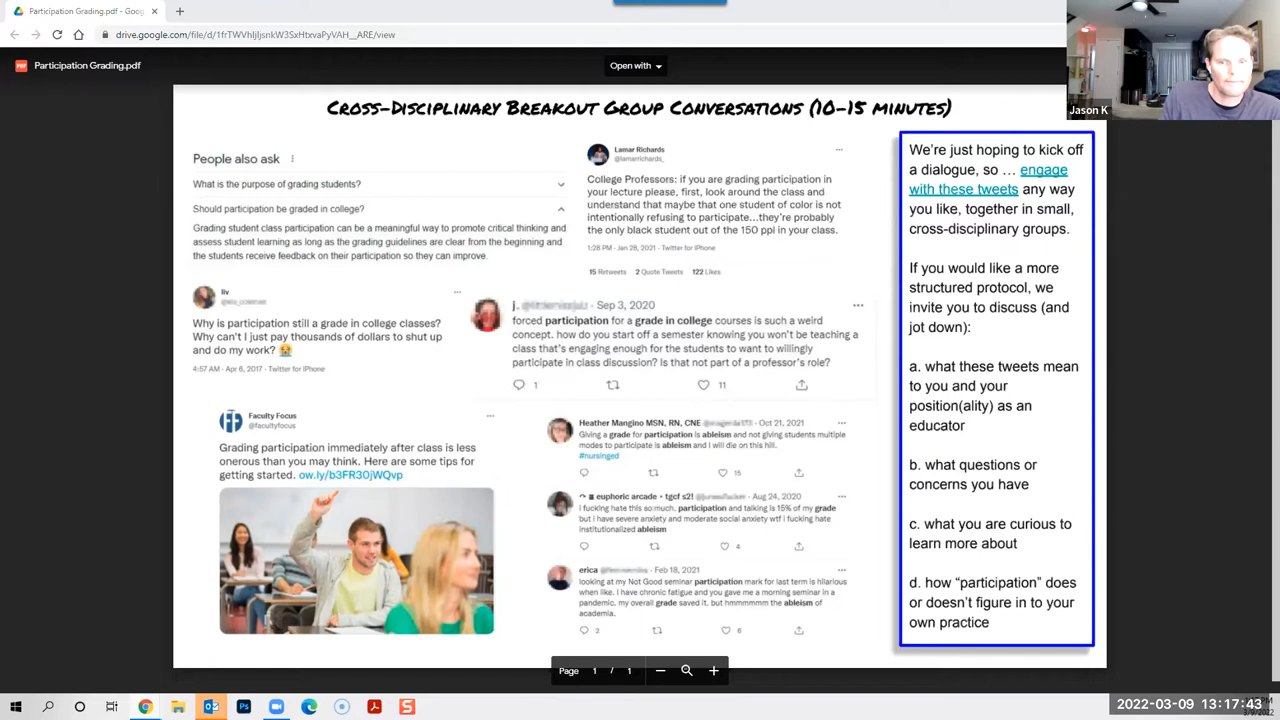 Participation Grading.pdf - Goog
drive.google.com/file/d/
Participation Grading.pdf
Open with
Jason K
CROSS-DISCIPLINARY BREAKOUT GROUP CONVERSATIONS (10-15 MINUTES)
People also ask
What is the purpose of grading students?
Should participation be graded in college?
Grading student class participation can be a meaningful way to promote critical thinking and
assess student learning as long as the grading guidelines are clear from the beginning and
the students receive feedback on their participation so they can improve.
Lamar Richards
@lamarrichards_
College Professors: if you are grading participation in
your lecture please, first, look around the class and
understand that maybe that one student of color is not
intentionally refusing to participate...they're probably
the only black student out of the 150 ppl in your class.
1:28 PM · Jan 28, 2021 · Twitter for iPhone
15 Retweets 2 Quote Tweets 122 Likes
liv
Why is participation still a grade in college classes?
Why can't I just pay thousands of dollars to shut up
and do my work? 😭
4:57 AM · Apr 6, 2017 · Twitter for iPhone
j. · Sep 3, 2020
forced participation for a grade in college courses is such a weird
concept. how do you start off a semester knowing you won't be teaching a
class that's engaging enough for the students to want to willingly
participate in class discussion? Is that not part of a professor's role?
1 11
Faculty Focus
@facultyfocus
Grading participation immediately after class is less
onerous than you may think. Here are some tips for
getting started. ow.ly/b3FR30jWQvp
Heather Mangino MSN, RN, CNE · Oct 21, 2021
Giving a grade for participation is ableism and not giving students multiple
modes to participate is ableism and I will die on this hill.
#nursinged
15
euphoric arcade · tgcf s2! · Aug 24, 2020
I fucking hate this so much. participation and talking is 15% of my grade
but i have severe anxiety and moderate social anxiety wtf i fucking hate
institutionalized ableism
4
erica · Feb 18, 2021
looking at my Not Good seminar participation mark for last term is hilarious
when like. I have chronic fatigue and you gave me a morning seminar in a
pandemic. my overall grade saved it. but hmmmmmm the ableism of
academia.
2 6
We're just hoping to kick off
a dialogue, so … engage
with these tweets any way
you like, together in small,
cross-disciplinary groups.
If you would like a more
structured protocol, we
invite you to discuss (and
jot down):
a. what these tweets mean
to you and your
position(ality) as an
educator
b. what questions or
concerns you have
c. what you are curious to
learn more about
d. how “participation” does
or doesn't figure in to your
own practice
Page 1 / 1
2022-03-09 13:17:43
3/9/2022